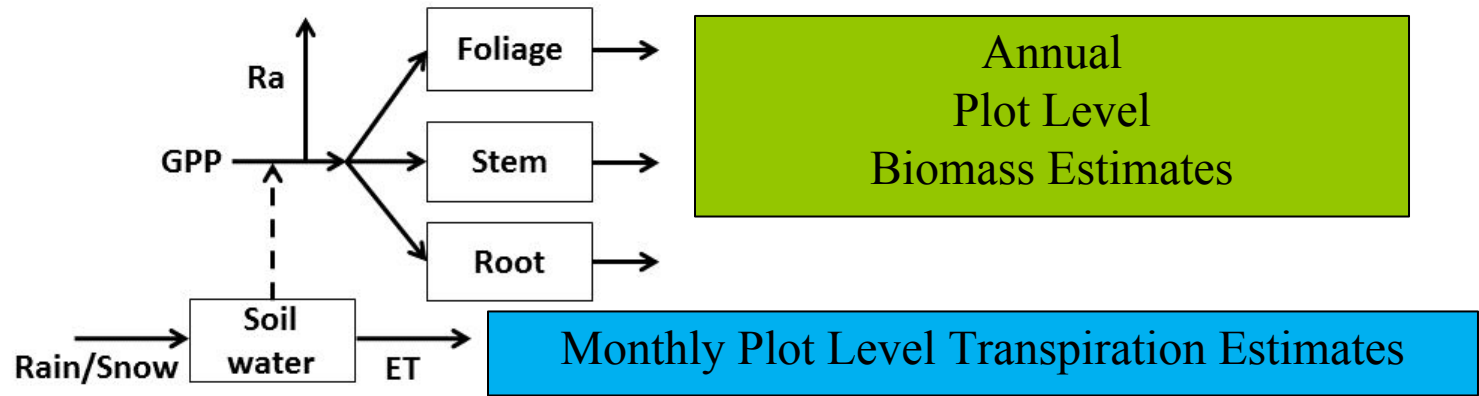 Foliage
Annual
Plot Level
Biomass Estimates
Ra
GPP
Stem
Root
Soil
water
Rain/Snow
ET
Monthly Plot Level Transpiration Estimates